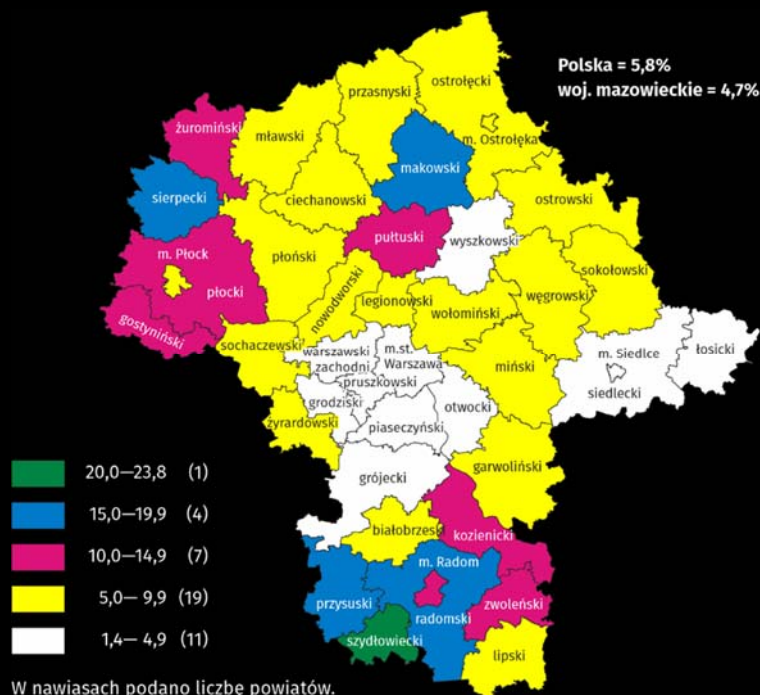 Polska = 5,8%
woj. mazowieckie = 4,7%
ostrołęcki
przasnyski
żuromiński
mławski
m. Ostrołęka
makowski
sierpecki
ciechanowski
ostrowski
pułtuski
wyszkowski
m. Płock
płoński
sokołowski
płocki
nowodworski
legionowski
wołomiński
węgrowski
gostyniński
sochaczewski
warszawski
zachodni
m.st.
Warszawa
m. Siedlce
łosicki
pruszkowski
miński
siedlecki
grodziski
otwocki
żyrardowski
piaseczyński
garwoliński
grójecki
20,0—23,8 (1)
15,0—19,9 (4)
10,0—14,9 (7)
5,0— 9,9 (19)
1,4— 4,9 (11)
białobrzeski
kozienicki
m. Radom
przysuski
radomski
zwoleński
szydłowiecki
lipski
W nawiasach podano liczbę powiatów.